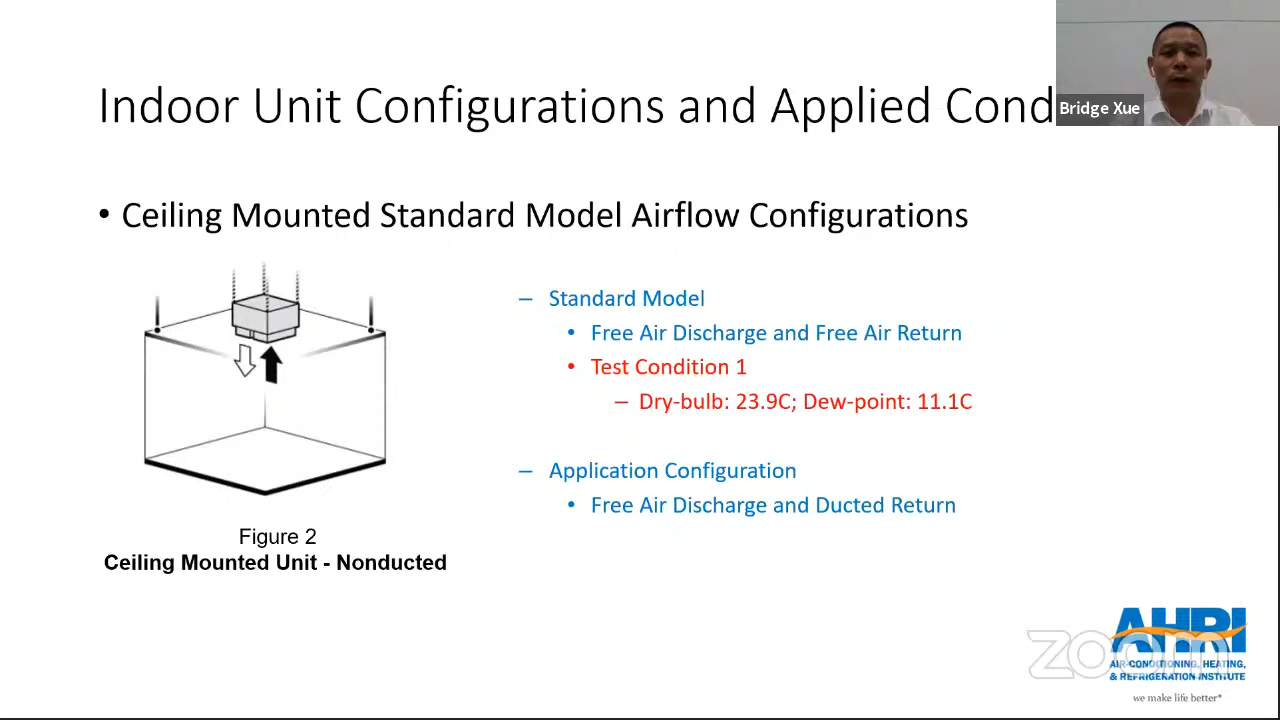 Indoor Unit Configurations and Applied Cond
Bridge Xue
• Ceiling Mounted Standard Model Airflow Configurations
– Standard Model
• Free Air Discharge and Free Air Return
• Test Condition 1
– Dry-bulb: 23.9C; Dew-point: 11.1C
– Application Configuration
• Free Air Discharge and Ducted Return
Figure 2
Ceiling Mounted Unit - Nonducted
zoom
AHRI
AIR-CONDITIONING, HEATING,
& REFRIGERATION INSTITUTE
we make life better*